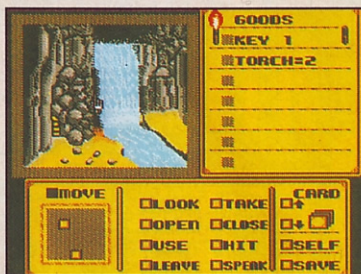 GOODS
KEY 1
TORCH=2
MOVE
CARD
LOOK TAKE
OPEN CLOSE
USE HIT SELF
LEAVE SPEAK SAVE